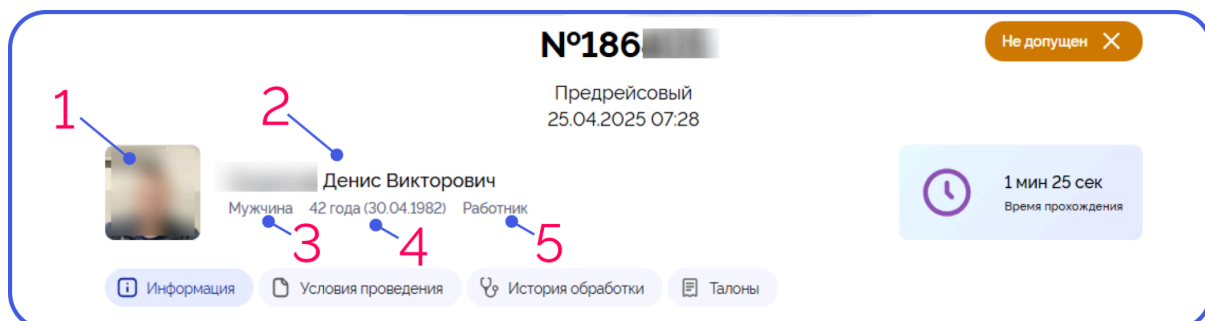 №186
Не допущен
Предрейсовый
25.04.2025 07:28
1
2
Денис Викторович
Мужчина 42 года (30.04.1982) Работник
3
4
5
1 мин 25 сек
Время прохождения
Информация
Условия проведения
История обработки
Талоны